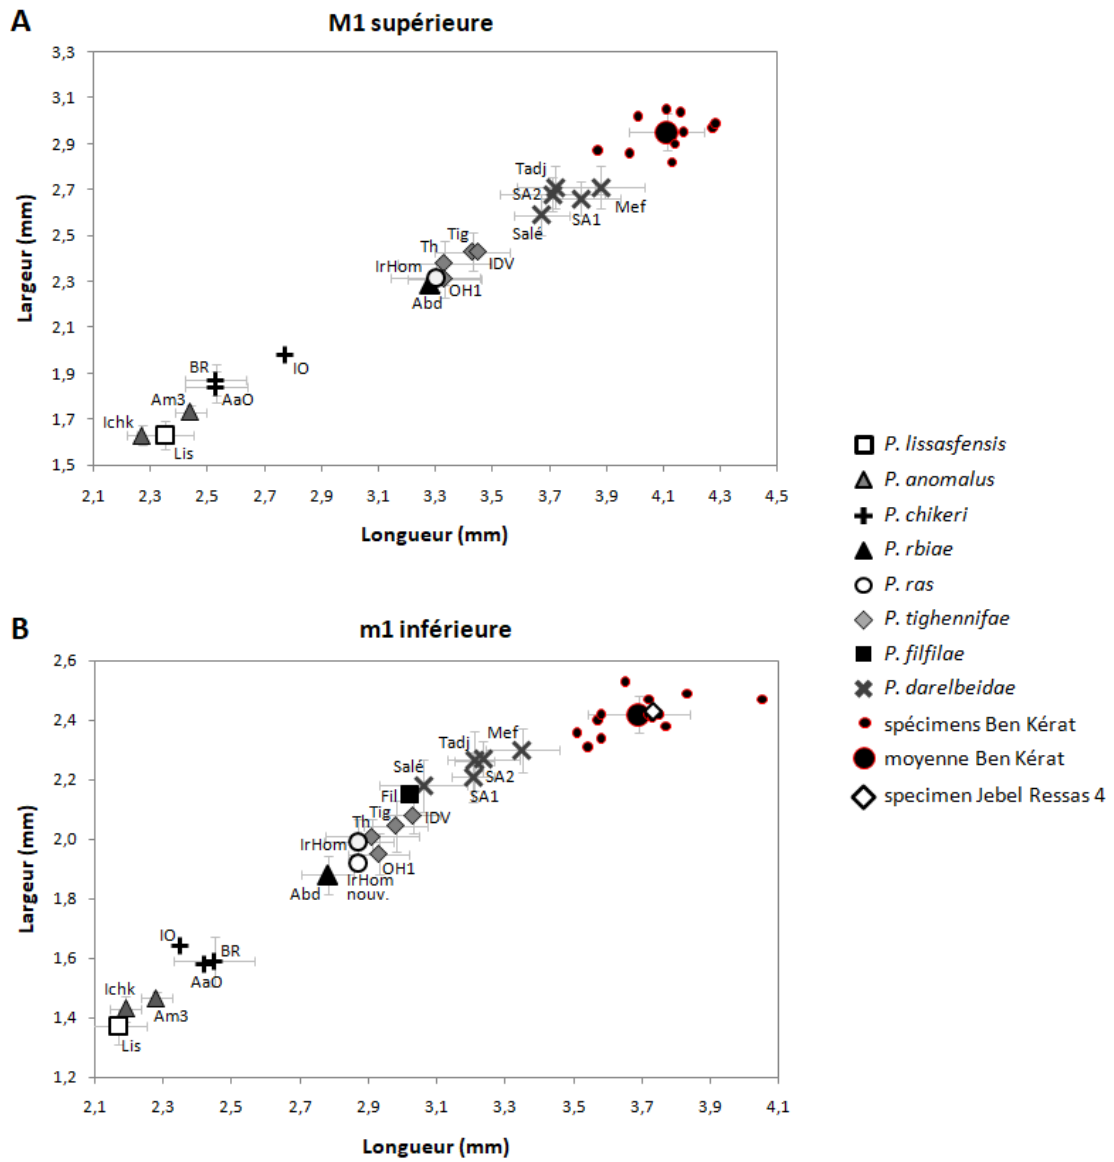 A
M1 supérieure
3,3
3,1
2,9
2,7
2,5
2,3
2,1
1,9
1,7
1,5
Largeur (mm)
Tadj
SA2
Mef
SA1
Salé
Tig
Th
IDV
IrHom
OH1
Abd
IO
BR
AaO
Am3
Ichk
Lis
2,1 2,3 2,5 2,7 2,9 3,1 3,3 3,5 3,7 3,9 4,1 4,3 4,5
Longueur (mm)
P. lissasfensis
P. anomalus
P. chikeri
P. rbiae
P. ras
P. tighennifae
P. filfilae
P. darelbeidae
spécimens Ben Kérat
moyenne Ben Kérat
specimen Jebel Ressas 4
B
m1 inférieure
2,6
2,4
2,2
2,0
1,8
1,6
1,4
1,2
Largeur (mm)
Mef
Tadj
SA2
Salé
SA1
Fil
Tig
IDV
Th
IrHom
OH1
IrHom
nouv.
Abd
IO
BR
AaO
Ichk
Am3
Lis
2,1 2,3 2,5 2,7 2,9 3,1 3,3 3,5 3,7 3,9 4,1
Longueur (mm)